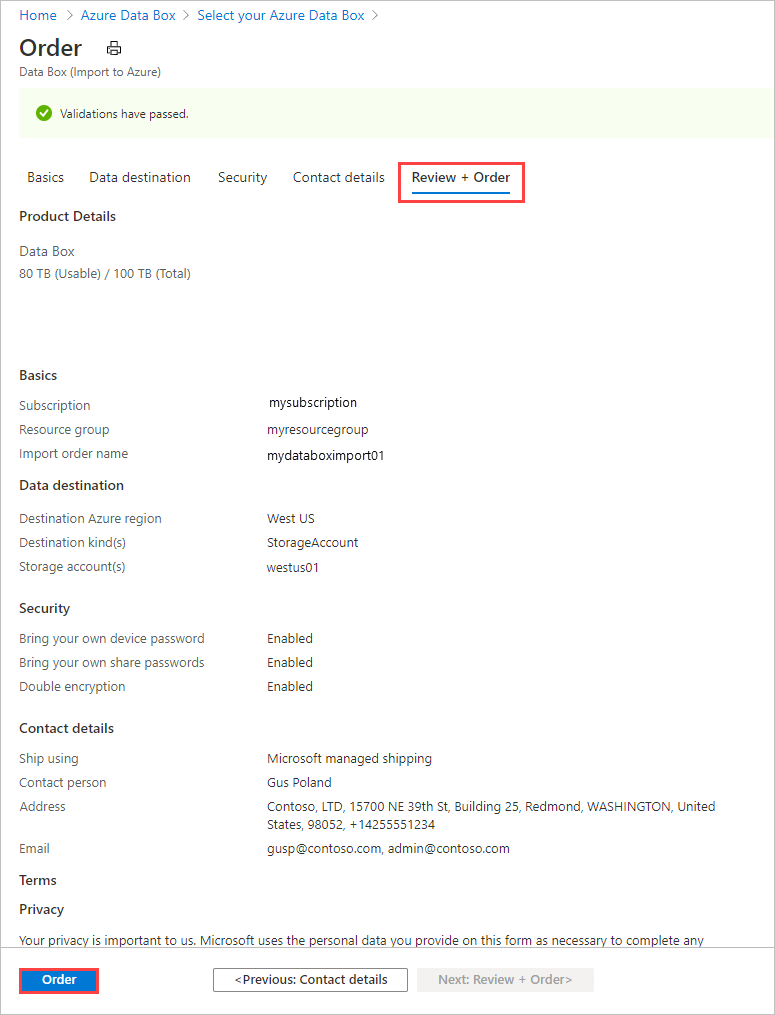 Home > Azure Data Box > Select your Azure Data Box >
Order
Data Box (Import to Azure)
Validations have passed.
Basics Data destination Security Contact details Review + Order
Product Details
Data Box
80 TB (Usable) / 100 TB (Total)
Basics
Subscription mysubscription
Resource group myresourcegroup
Import order name mydataboximport01
Data destination
Destination Azure region West US
Destination kind(s) StorageAccount
Storage account(s) westus01
Security
Bring your own device password Enabled
Bring your own share passwords Enabled
Double encryption Enabled
Contact details
Ship using Microsoft managed shipping
Contact person Gus Poland
Address Contoso, LTD, 15700 NE 39th St, Building 25, Redmond, WASHINGTON, United
States, 98052, +14255551234
Email gusp@contoso.com, admin@contoso.com
Terms
Privacy
Your privacy is important to us. Microsoft uses the personal data you provide on this form as necessary to complete any
Order <Previous: Contact details Next: Review + Order>